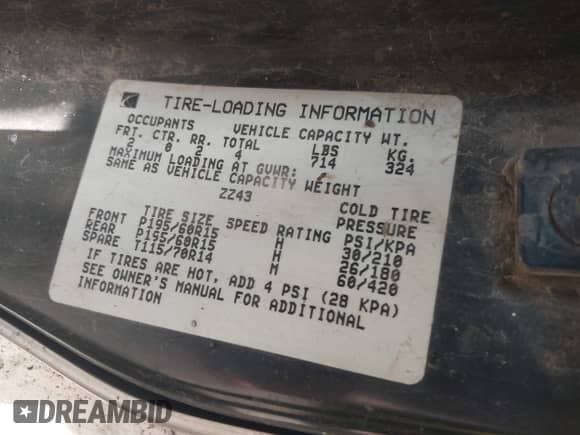 TIRE-LOADING INFORMATION
OCCUPANTS VEHICLE CAPACITY WT.
FRT. CTR. RR. TOTAL LBS KG.
2 0 2 4 714 324
MAXIMUM LOADING AT GVWR:
SAME AS VEHICLE CAPACITY WEIGHT
ZZ43
COLD TIRE
TIRE SIZE SPEED RATING PRESSURE
PSI/KPA
FRONT P195/60R15 H 30/210
REAR P195/60R15 H 26/180
SPARE T115/70R14 M 60/420
IF TIRES ARE HOT, ADD 4 PSI (28 KPA)
SEE OWNER'S MANUAL FOR ADDITIONAL
INFORMATION
DREAMBID